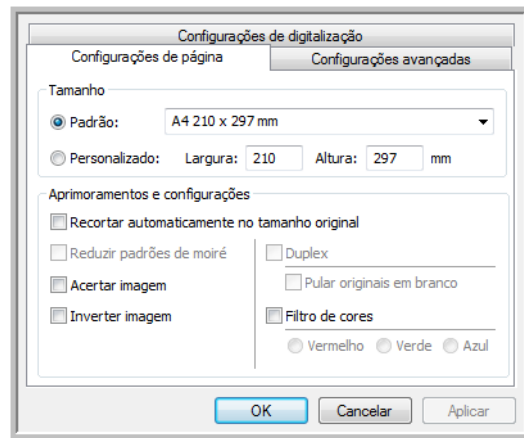 Configurações de digitalização
Configurações de página Configurações avançadas
Tamanho
Padrão: A4 210 x 297 mm
Personalizado: Largura: 210 Altura: 297 mm
Aprimoramentos e configurações
Recortar automaticamente no tamanho original
Reduzir padrões de moiré Duplex
Acertar imagem Pular originais em branco
Inverter imagem Filtro de cores
Vermelho Verde Azul
OK Cancelar Aplicar